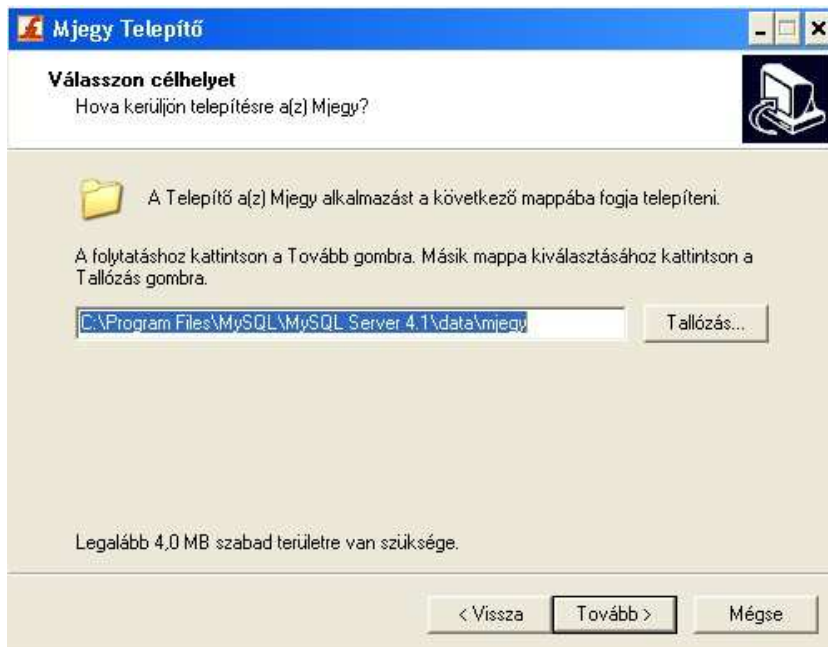 Mjegy Telepítő
Válasszon célhelyet
Hova kerüljön telepítésre a(z) Mjegy?
A Telepítő a(z) Mjegy alkalmazást a következő mappába fogja telepíteni.
A folytatáshoz kattintson a Tovább gombra. Másik mappa kiválasztásához kattintson a
Tallózás gombra.
C:\Program Files\MySQL\MySQL Server 4.1\data\mjegy
Tallózás...
Legalább 4,0 MB szabad területre van szüksége.
< Vissza
Tovább >
Mégse